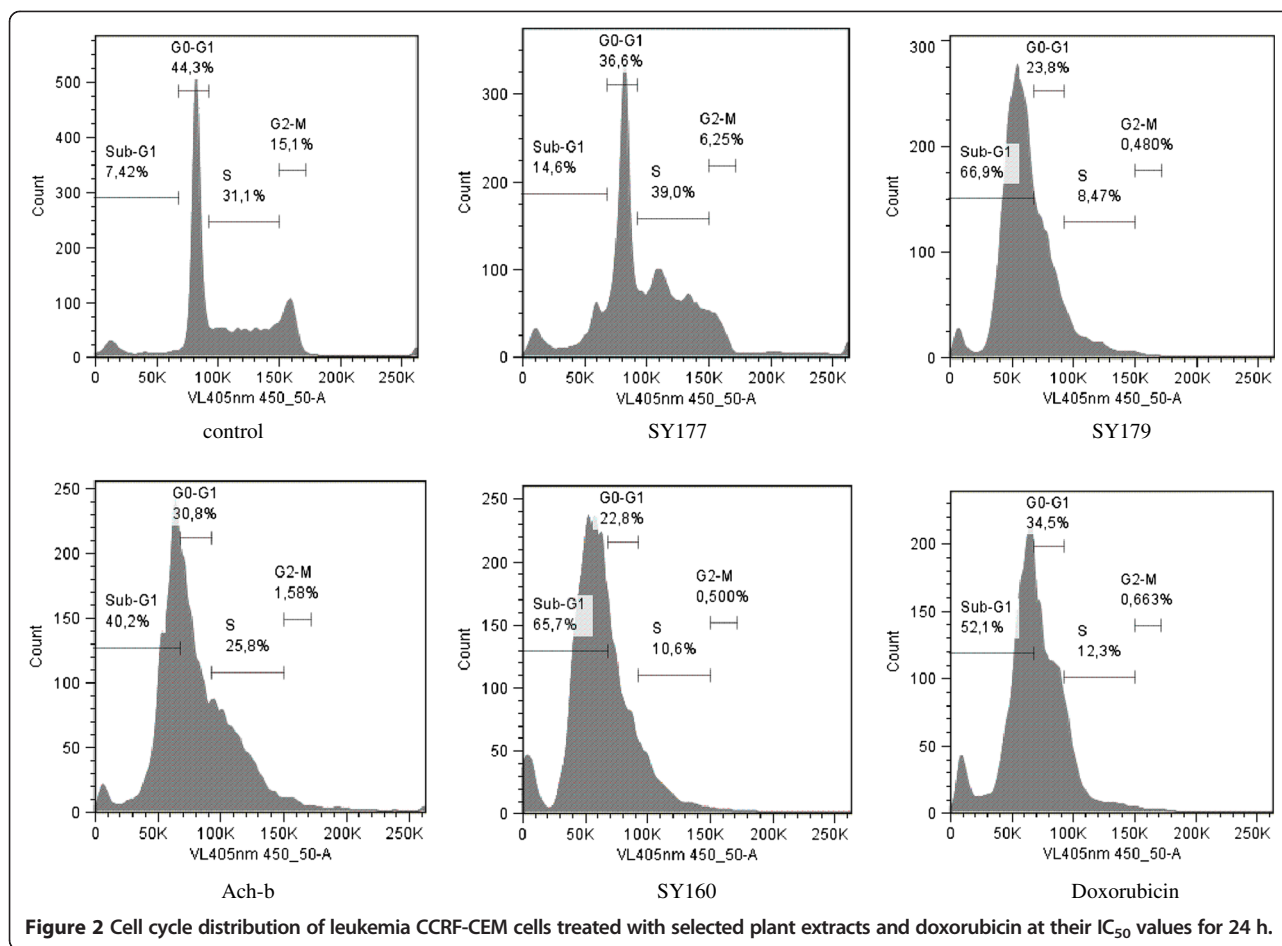 G0-G1
44,3%
G2-M
15,1%
Sub-G1
7,42%
S
31,1%
Count
500
400
300
200
100
0
0 50K 100K 150K 200K 250K
VL405nm 450_50-A
control
G0-G1
36,6%
G2-M
6,25%
Sub-G1
14,6%
S
39,0%
Count
300
200
100
0
0 50K 100K 150K 200K 250K
VL405nm 450_50-A
SY177
G0-G1
23,8%
G2-M
0,480%
Sub-G1
66,9%
S
8,47%
Count
300
200
100
0
0 50K 100K 150K 200K 250K
VL405nm 450_50-A
SY179
G0-G1
30,8%
G2-M
1,58%
Sub-G1
40,2%
S
25,8%
Count
250
200
150
100
50
0
0 50K 100K 150K 200K 250K
VL405nm 450_50-A
Ach-b
G0-G1
22,8%
G2-M
0,500%
Sub-G1
65,7%
S
10,6%
Count
250
200
150
100
50
0
0 50K 100K 150K 200K 250K
VL405nm 450_50-A
SY160
G0-G1
34,5%
G2-M
0,663%
Sub-G1
52,1%
S
12,3%
Count
200
150
100
50
0
0 50K 100K 150K 200K 250K
VL405nm 450_50-A
Doxorubicin
Figure 2 Cell cycle distribution of leukemia CCRF-CEM cells treated with selected plant extracts and doxorubicin at their IC50 values for 24 h.